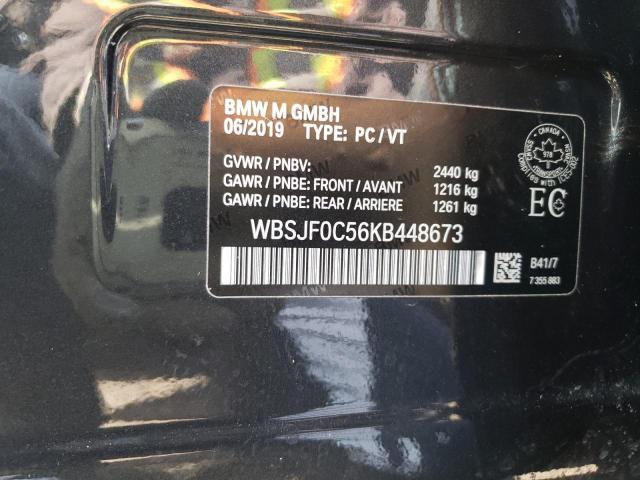 BMW M GMBH
06/2019 TYPE: PC / VT
GVWR / PNBV: 2440 kg
GAWR / PNBE: FRONT / AVANT 1216 kg
GAWR / PNBE: REAR / ARRIERE 1261 kg
WBSJF0C56KB448673
CANADA
EC
B41/7
7 355 883